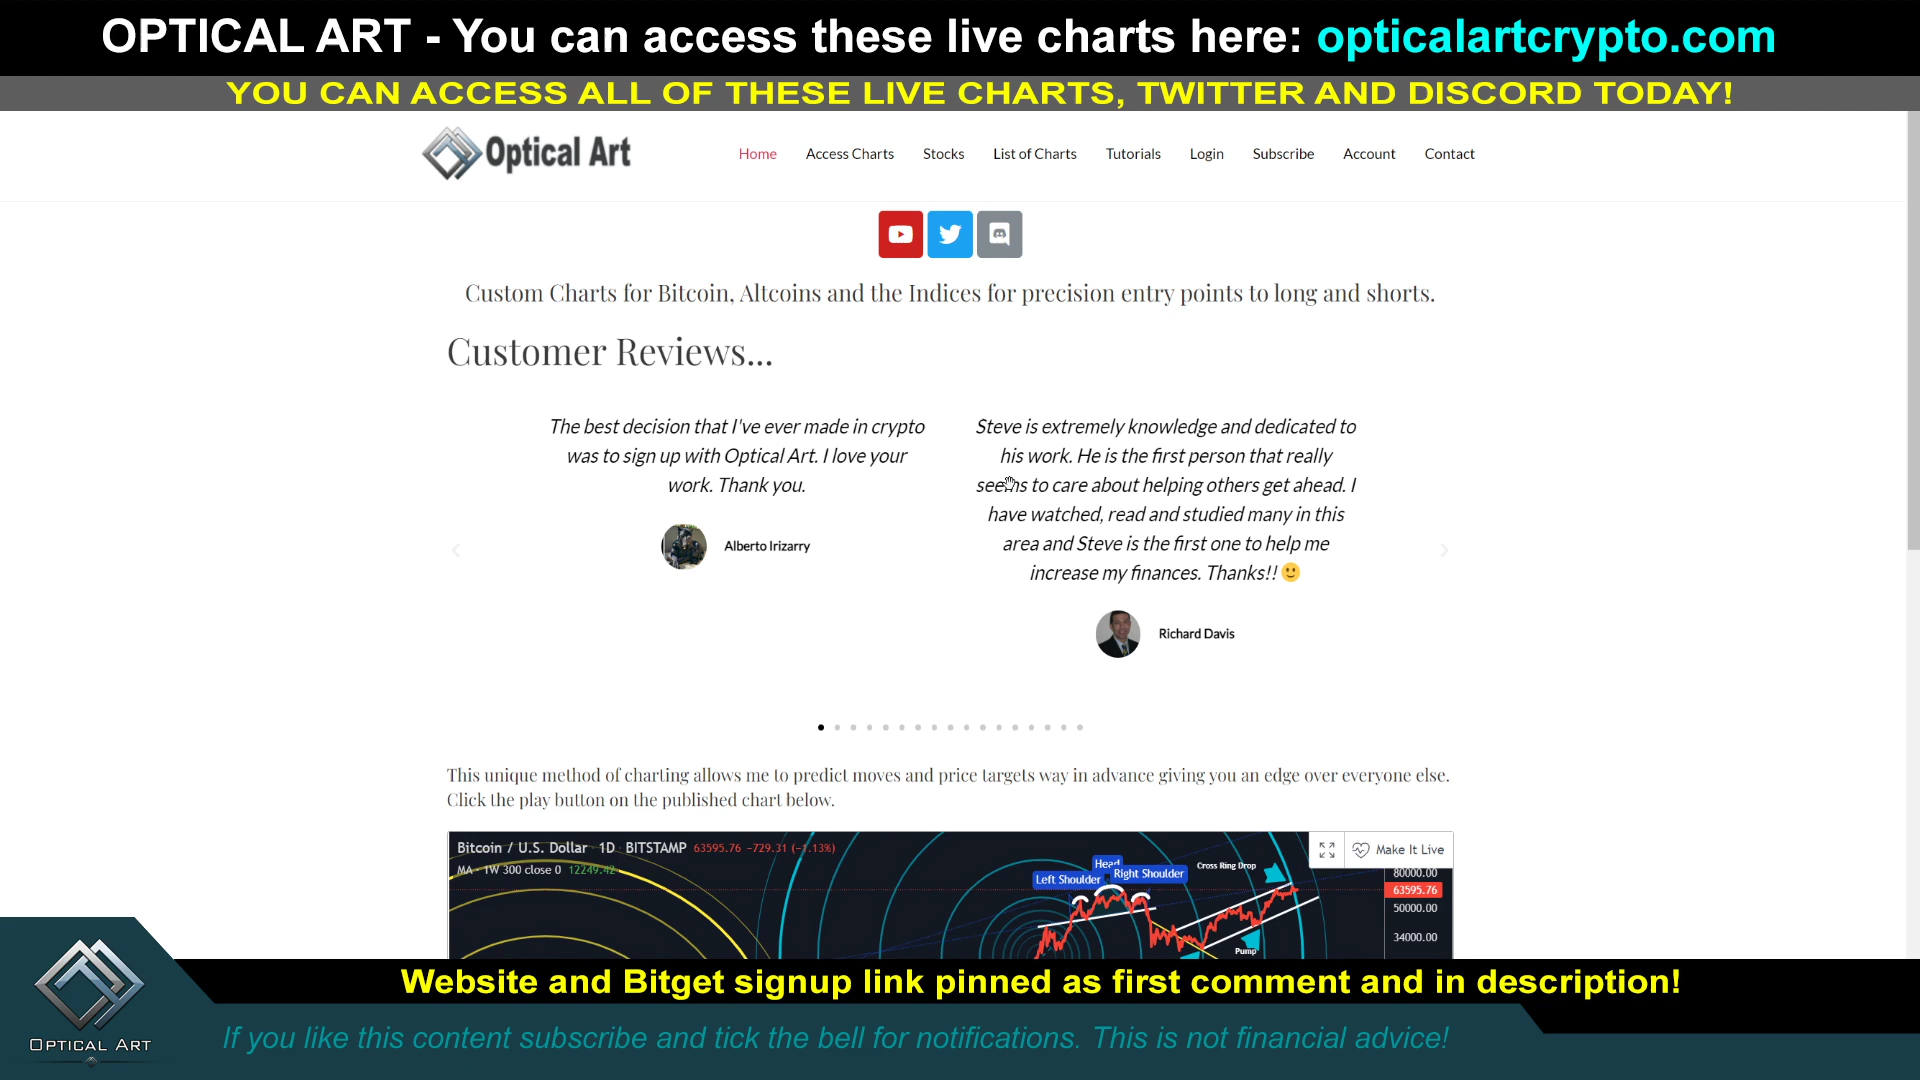 OPTICAL ART - You can access these live charts here: opticalartcrypto.com
YOU CAN ACCESS ALL OF THESE LIVE CHARTS, TWITTER AND DISCORD TODAY!
Optical Art
Home Access Charts Stocks List of Charts Tutorials Login Subscribe Account Contact
Custom Charts for Bitcoin, Altcoins and the Indices for precision entry points to long and shorts.
Customer Reviews...
The best decision that I've ever made in crypto
was to sign up with Optical Art. I love your
work. Thank you.
Alberto Irizarry
Steve is extremely knowledge and dedicated to
his work. He is the first person that really
seems to care about helping others get ahead. I
have watched, read and studied many in this
area and Steve is the first one to help me
increase my finances. Thanks!! 🙂
Richard Davis
This unique method of charting allows me to predict moves and price targets way in advance giving you an edge over everyone else.
Click the play button on the published chart below.
Bitcoin / U.S. Dollar 1D BITSTAMP 63595.76 −729.31 (−1.13%)
MA 1W 300 close 0 12249.42
Make It Live
Head
Left Shoulder
Right Shoulder
Cross Ring Drop
Pump
80000.00
63595.76
50000.00
34000.00
Website and Bitget signup link pinned as first comment and in description!
OPTICAL ART
If you like this content subscribe and tick the bell for notifications. This is not financial advice!